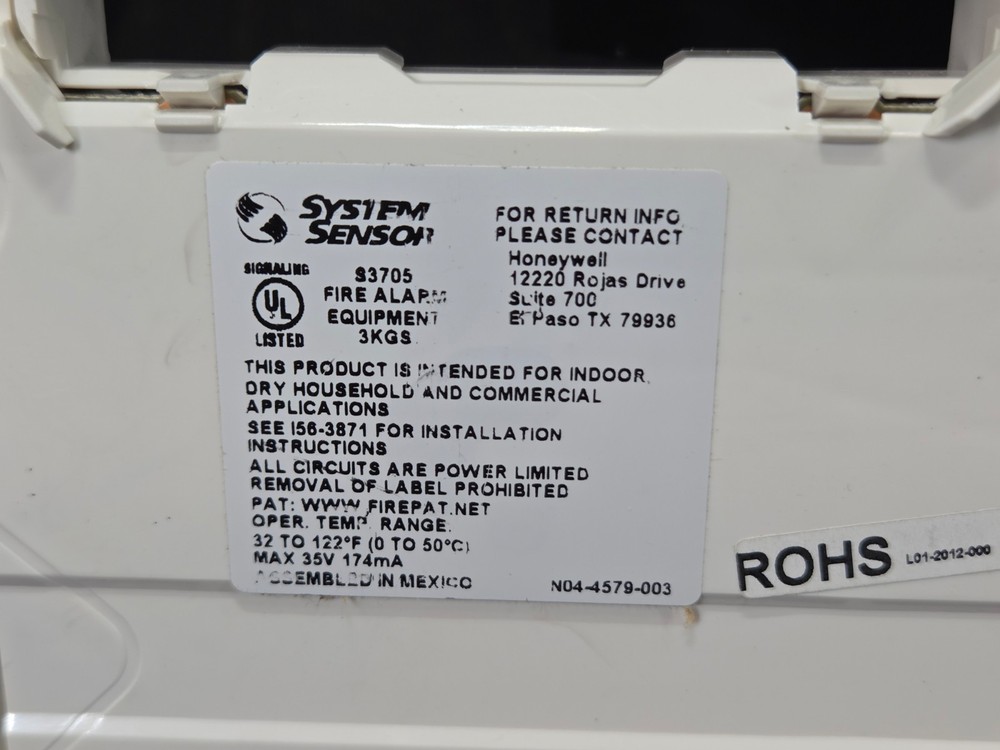 SYSTEM
SENSOR
SIGNALING
UL
LISTED
S3705
FIRE ALARM
EQUIPMENT
3KGS
FOR RETURN INFO
PLEASE CONTACT
Honeywell
12220 Rojas Drive
Suite 700
El Paso TX 79936
THIS PRODUCT IS INTENDED FOR INDOOR,
DRY HOUSEHOLD AND COMMERCIAL
APPLICATIONS
SEE I56-3871 FOR INSTALLATION
INSTRUCTIONS
ALL CIRCUITS ARE POWER LIMITED
REMOVAL OF LABEL PROHIBITED
PAT: WWW.FIREPAT.NET
OPER. TEMP. RANGE:
32 TO 122°F (0 TO 50°C)
MAX 35V 174mA
ASSEMBLED IN MEXICO
N04-4579-003
ROHS L01-2012-000